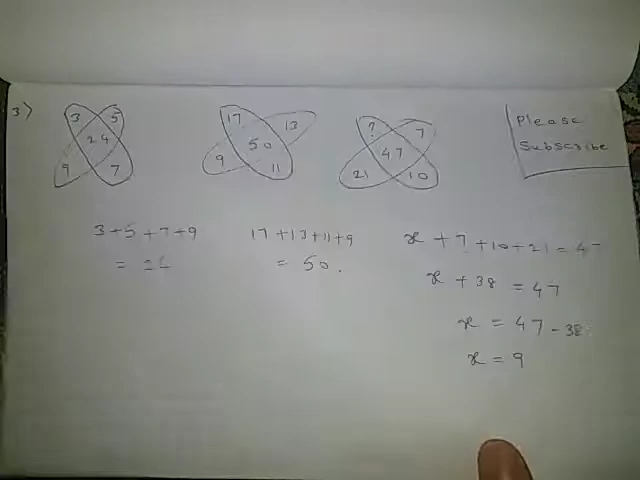 3)
3 5
24
9 7
17 13
50
9 11
? 7
47
21 10
Please
Subscribe
3+5+7+9
= 24
17+13+11+9
= 50.
x + 7 + 10 + 21 = 47
x + 38 = 47
x = 47 - 38
x = 9